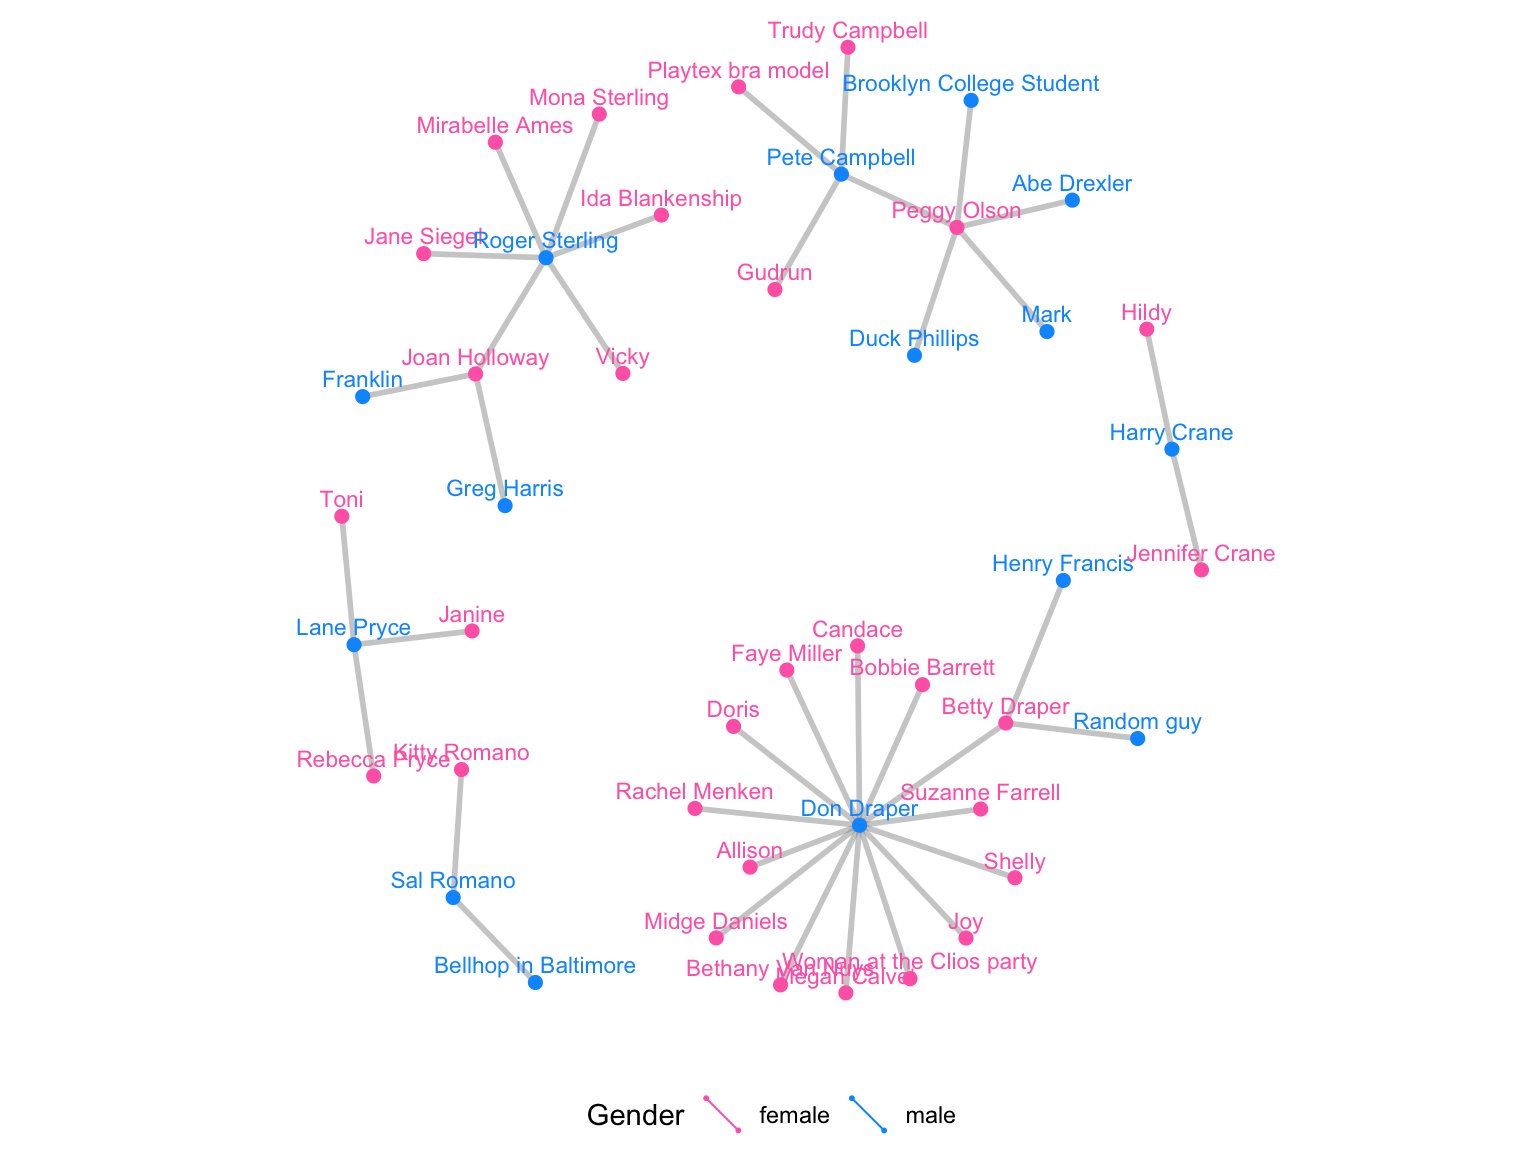 Trudy Campbell
Playtex bra model
Brooklyn College Student
Mona Sterling
Mirabelle Ames
Pete Campbell
Abe Drexler
Ida Blankenship
Peggy Olson
Jane Siegel
Roger Sterling
Gudrun
Hildy
Mark
Duck Phillips
Joan Holloway
Vicky
Franklin
Harry Crane
Greg Harris
Toni
Jennifer Crane
Henry Francis
Janine
Lane Pryce
Candace
Faye Miller
Bobbie Barrett
Doris
Betty Draper
Random guy
Kitty Romano
Rebecca Pryce
Rachel Menken
Suzanne Farrell
Don Draper
Allison
Shelly
Sal Romano
Midge Daniels
Joy
Woman at the Clios party
Bellhop in Baltimore
Bethany Van Nuys
Megan Calvet
Gender
female
male